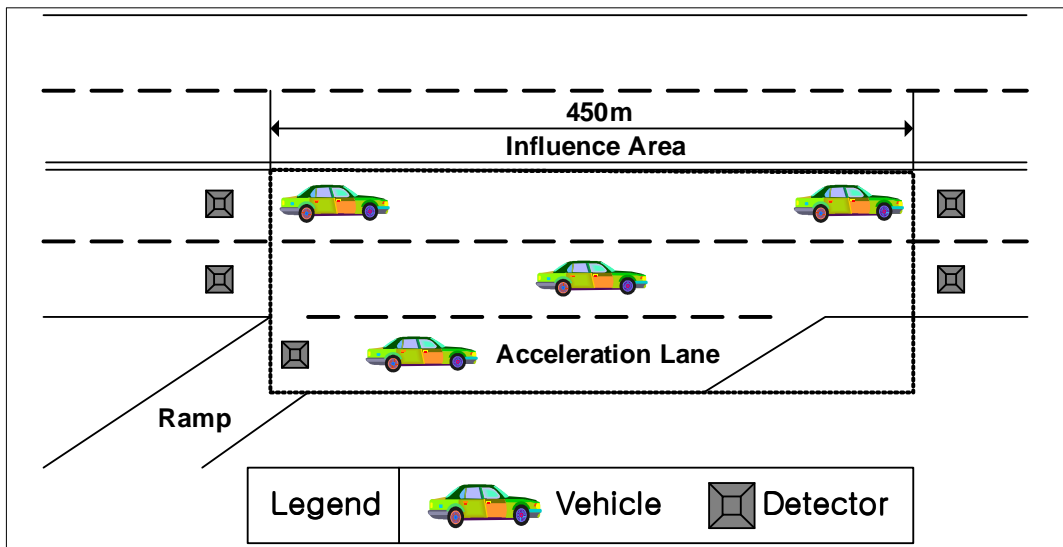 450m
Influence Area
Acceleration Lane
Ramp
Legend Vehicle Detector